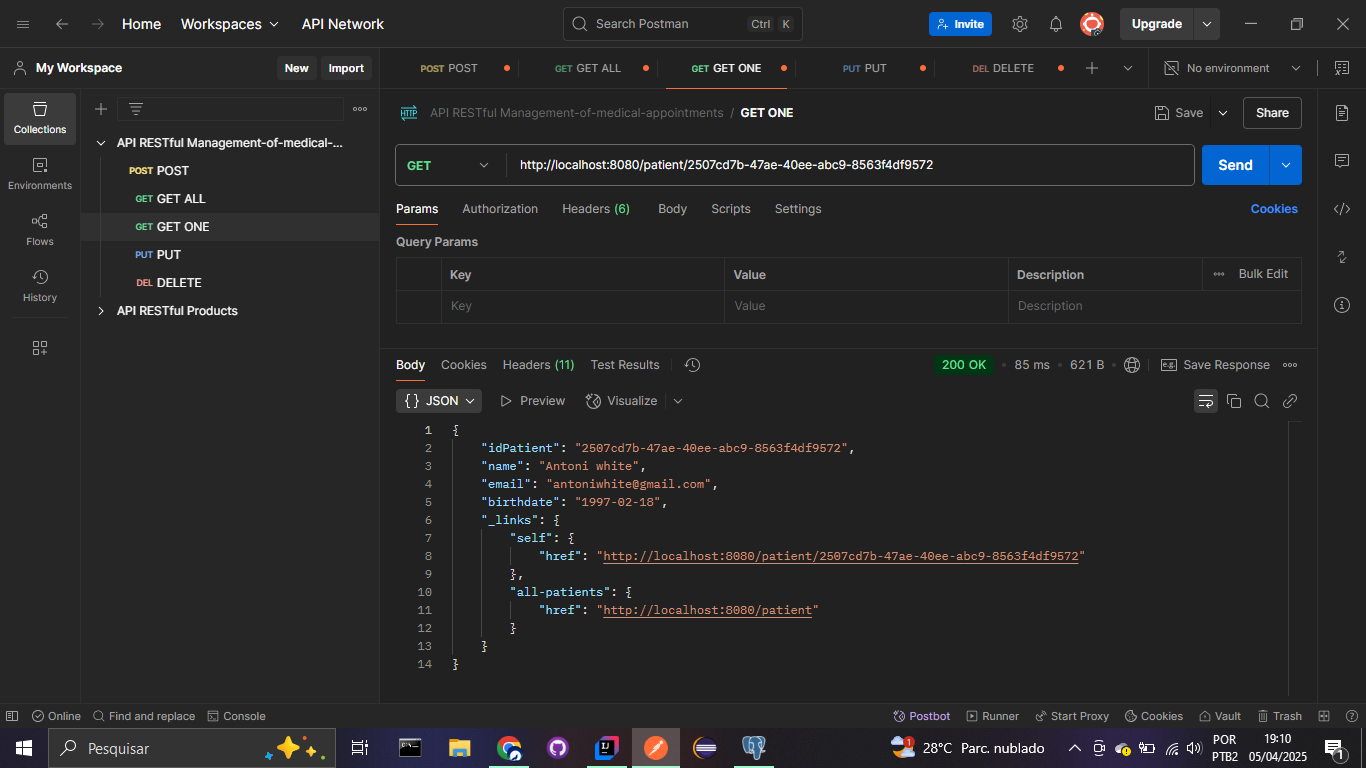 Home Workspaces API Network Search Postman Ctrl K Invite Upgrade
My Workspace New Import
POST POST GET GET ALL GET GET ONE PUT PUT DEL DELETE No environment
Collections
Environments
Flows
History
API RESTful Management-of-medical-...
POST POST
GET GET ALL
GET GET ONE
PUT PUT
DEL DELETE
API RESTful Products
HTTP API RESTful Management-of-medical-appointments / GET ONE Save Share
GET http://localhost:8080/patient/2507cd7b-47ae-40ee-abc9-8563f4df9572 Send
Params Authorization Headers (6) Body Scripts Settings Cookies
Query Params
Key Value Description Bulk Edit
Key Value Description
Body Cookies Headers (11) Test Results 200 OK • 85 ms • 621 B e.g. Save Response
{} JSON Preview Visualize
1 {
2 "idPatient": "2507cd7b-47ae-40ee-abc9-8563f4df9572",
3 "name": "Antoni white",
4 "email": "antoniwhite@gmail.com",
5 "birthdate": "1997-02-18",
6 "_links": {
7 "self": {
8 "href": "http://localhost:8080/patient/2507cd7b-47ae-40ee-abc9-8563f4df9572"
9 },
10 "all-patients": {
11 "href": "http://localhost:8080/patient"
12 }
13 }
14 }
Online Find and replace Console Postbot Runner Start Proxy Cookies Vault Trash
Pesquisar 1 28°C Parc. nublado POR 19:10
PTB2 05/04/2025 1